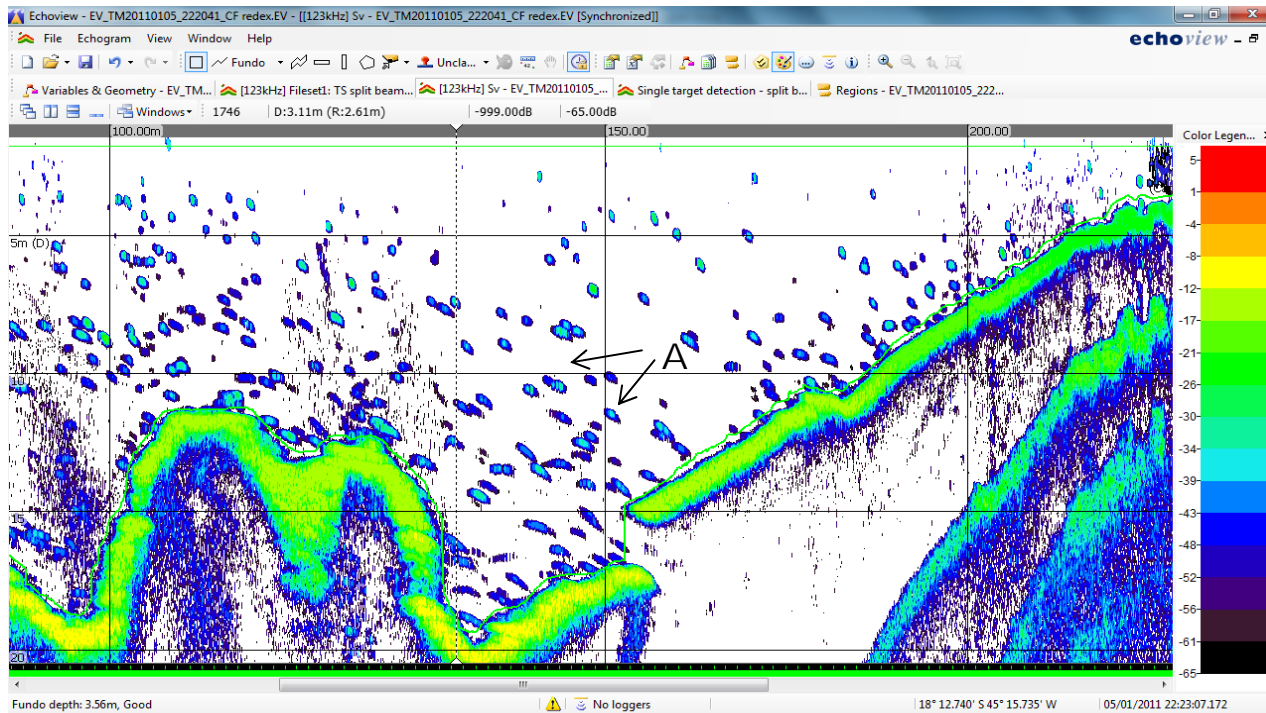 Echoview - EV_TM20110105_222041_CF redex.EV - [[123kHz] Sv - EV_TM20110105_222041_CF redex.EV [Synchronized]]
File Echogram View Window Help
echoview
Fundo Uncla...
Variables & Geometry - EV_TM... [123kHz] Fileset1: TS split beam... [123kHz] Sv - EV_TM20110105_... Single target detection - split b... Regions - EV_TM20110105_222...
Windows 1746 D:3.11m (R:2.61m) -999.00dB -65.00dB
100.00m 150.00 200.00 Color Legen...
5
1
-4
5m (D)
-8
-12
-17
-21
A
10
-26
-30
-34
-39
15
-43
-48
-52
-56
-61
20
-65
Fundo depth: 3.56m, Good No loggers 18° 12.740' S 45° 15.735' W 05/01/2011 22:23:07.172